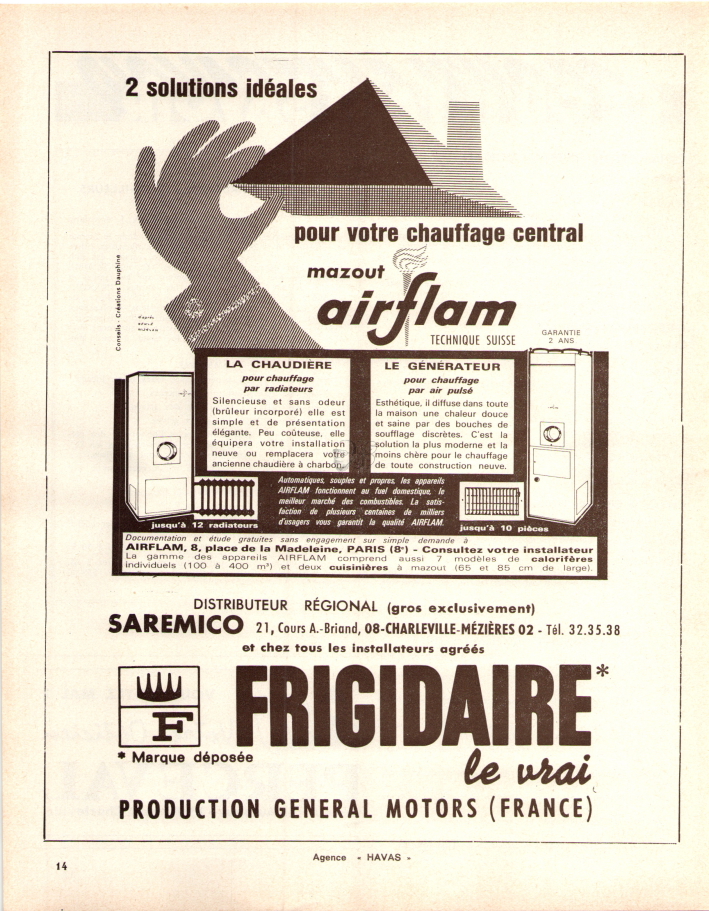 2 solutions idéales
pour votre chauffage central
mazout
airflam
TECHNIQUE SUISSE
GARANTIE
2 ANS
Conseils - Créations Dauphine
LA CHAUDIÈRE
pour chauffage
par radiateurs
Silencieuse et sans odeur
(brûleur incorporé) elle est
simple et de présentation
élégante. Peu coûteuse, elle
équipera votre installation
neuve ou remplacera votre
ancienne chaudière à charbon.
LE GÉNÉRATEUR
pour chauffage
par air pulsé
Esthétique, il diffuse dans toute
la maison une chaleur douce
et saine par des bouches de
soufflage discrètes. C'est la
solution la plus moderne et la
moins chère pour le chauffage
de toute construction neuve.
Automatiques, souples et propres, les appareils
AIRFLAM fonctionnent au fuel domestique, le
meilleur marché des combustibles. La satis-
faction de plusieurs centaines de milliers
d'usagers vous garantit la qualité AIRFLAM.
jusqu'à 12 radiateurs
jusqu'à 10 pièces
Documentation et étude gratuites sans engagement sur simple demande à
AIRFLAM, 8, place de la Madeleine, PARIS (8e) - Consultez votre installateur
La gamme des appareils AIRFLAM comprend aussi 7 modèles de calorifères
individuels (100 à 400 m³) et deux cuisinières à mazout (65 et 85 cm de large).
DISTRIBUTEUR RÉGIONAL (gros exclusivement)
SAREMICO 21, Cours A.-Briand, 08-CHARLEVILLE-MÉZIÈRES 02 - Tél. 32.35.38
et chez tous les installateurs agréés
F
FRIGIDAIRE*
* Marque déposée
le vrai
PRODUCTION GENERAL MOTORS (FRANCE)
Agence « HAVAS »
14